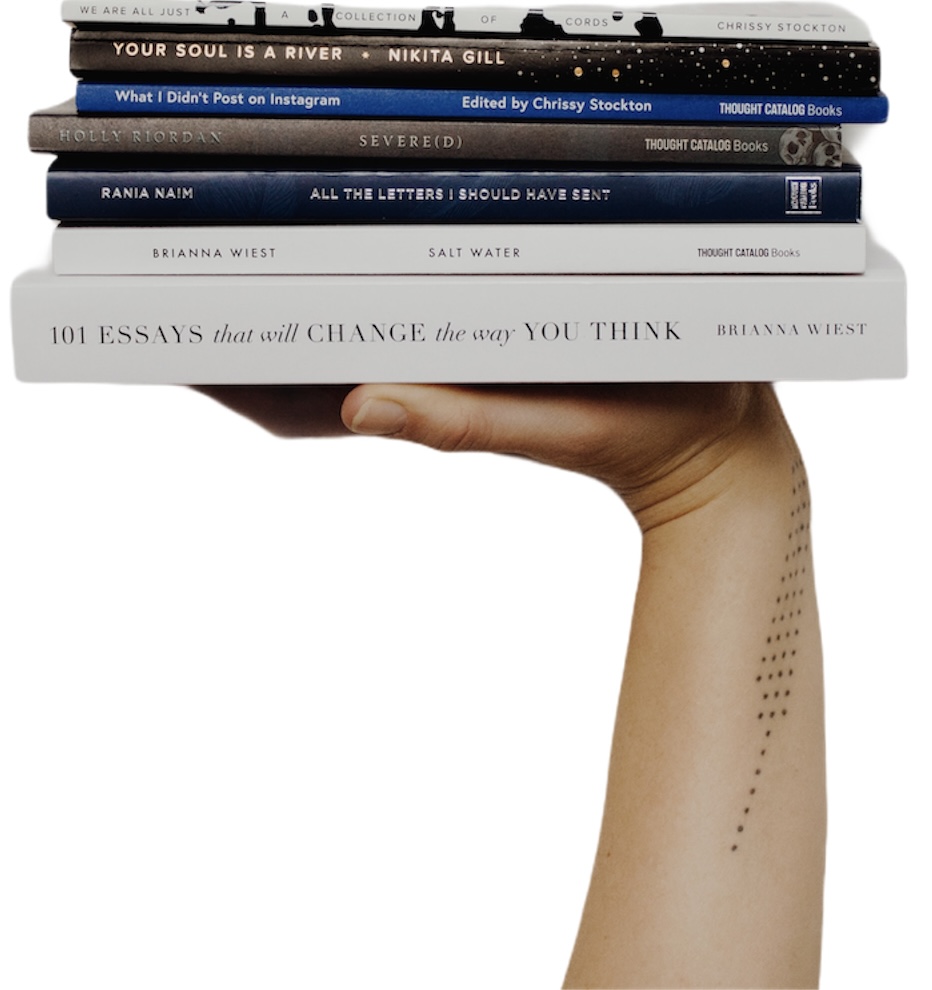 WE ARE ALL JUST A COLLECTION OF CORDS CHRISSY STOCKTON
YOUR SOUL IS A RIVER NIKITA GILL
What I Didn't Post on Instagram Edited by Chrissy Stockton THOUGHT CATALOG Books
HOLLY RIORDAN SEVERE(D) THOUGHT CATALOG Books
RANIA NAIM ALL THE LETTERS I SHOULD HAVE SENT THOUGHT CATALOG Books
BRIANNA WIEST SALT WATER THOUGHT CATALOG Books
101 ESSAYS that will CHANGE the way YOU THINK BRIANNA WIEST